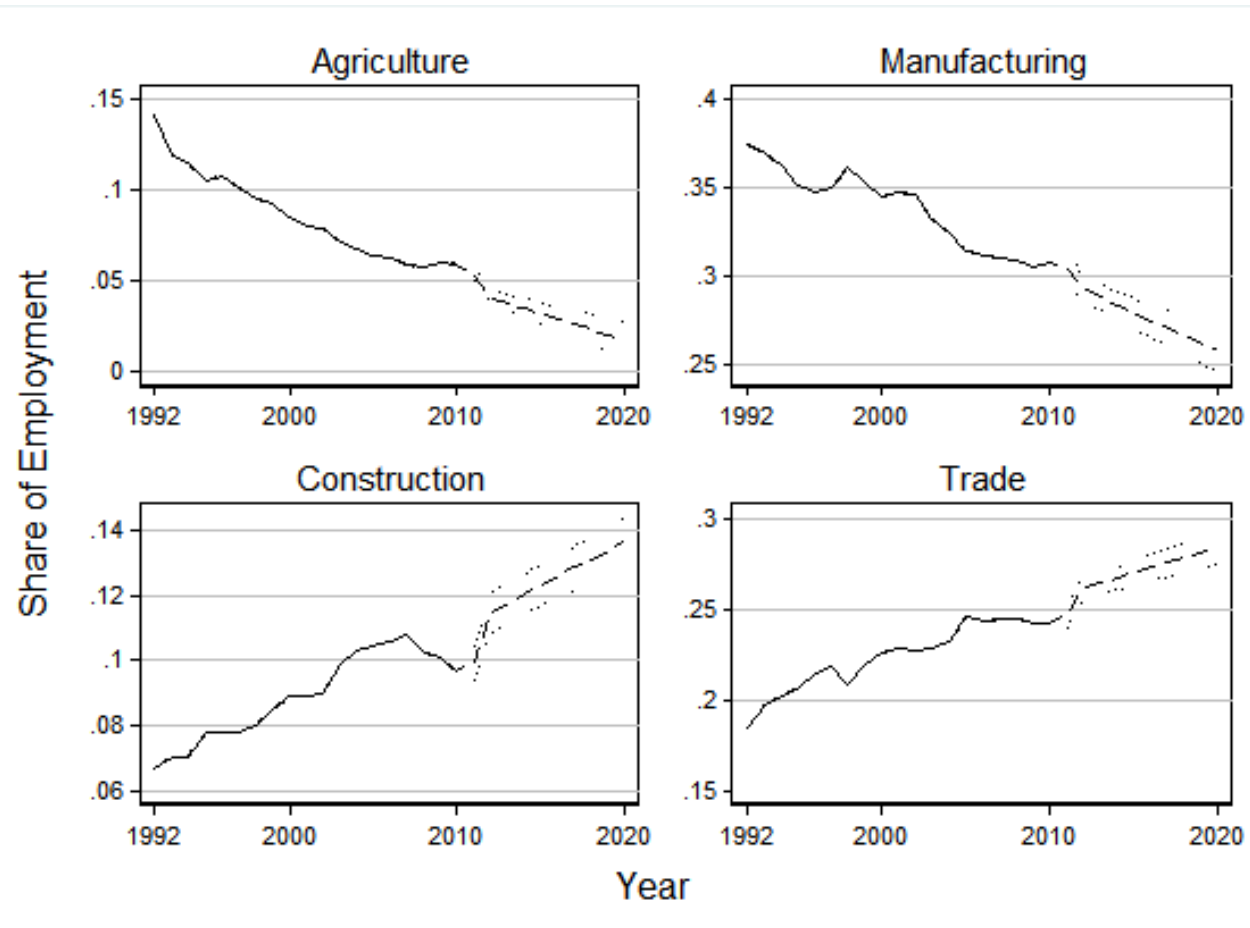 Agriculture
Manufacturing
.15
.1
.05
0
.4
.35
.3
.25
1992 2000 2010 2020
1992 2000 2010 2020
Construction
Trade
.14
.12
.1
.08
.06
.3
.25
.2
.15
1992 2000 2010 2020
1992 2000 2010 2020
Share of Employment
Year